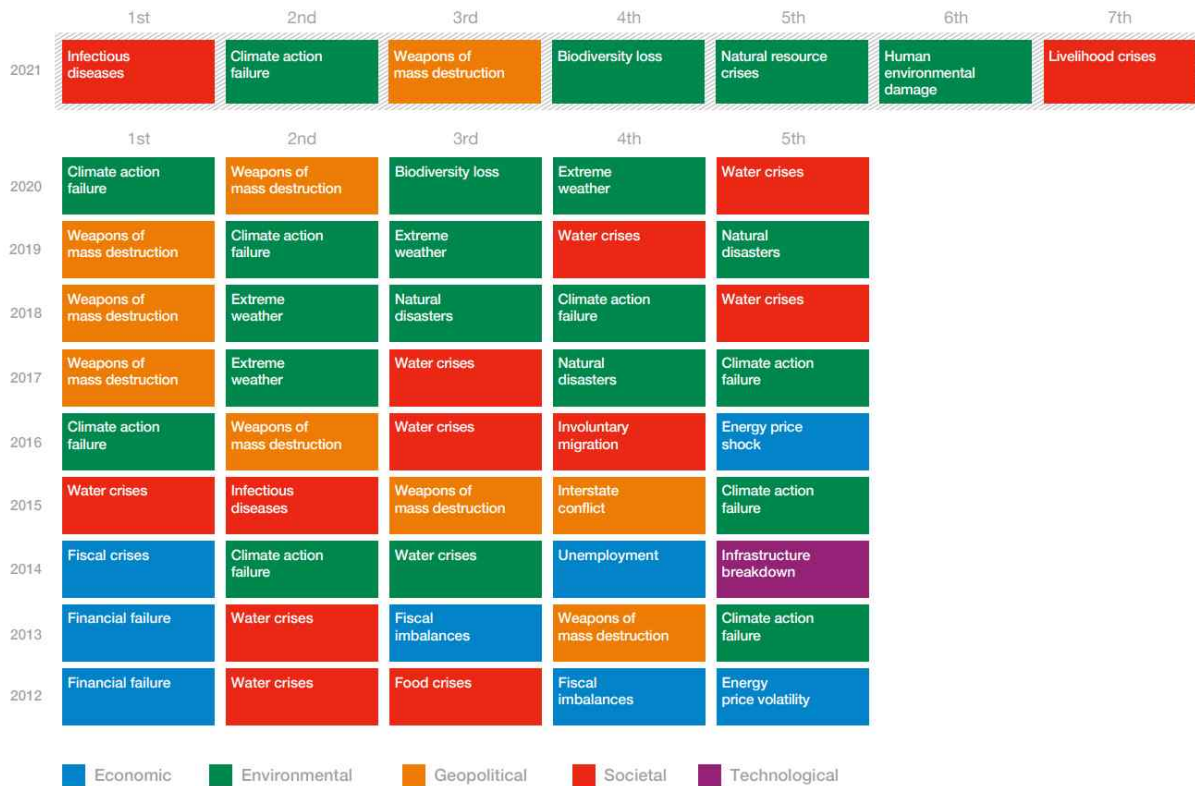 1st 2nd 3rd 4th 5th 6th 7th
2021
Infectious
diseases
Climate action
failure
Weapons of
mass destruction
Biodiversity loss
Natural resource
crises
Human
environmental
damage
Livelihood crises
1st 2nd 3rd 4th 5th
2020
Climate action
failure
Weapons of
mass destruction
Biodiversity loss
Extreme
weather
Water crises
2019
Weapons of
mass destruction
Climate action
failure
Extreme
weather
Water crises
Natural
disasters
2018
Weapons of
mass destruction
Extreme
weather
Natural
disasters
Climate action
failure
Water crises
2017
Weapons of
mass destruction
Extreme
weather
Water crises
Natural
disasters
Climate action
failure
2016
Climate action
failure
Weapons of
mass destruction
Water crises
Involuntary
migration
Energy price
shock
2015
Water crises
Infectious
diseases
Weapons of
mass destruction
Interstate
conflict
Climate action
failure
2014
Fiscal crises
Climate action
failure
Water crises
Unemployment
Infrastructure
breakdown
2013
Financial failure
Water crises
Fiscal
imbalances
Weapons of
mass destruction
Climate action
failure
2012
Financial failure
Water crises
Food crises
Fiscal
imbalances
Energy
price volatility
Economic Environmental Geopolitical Societal Technological